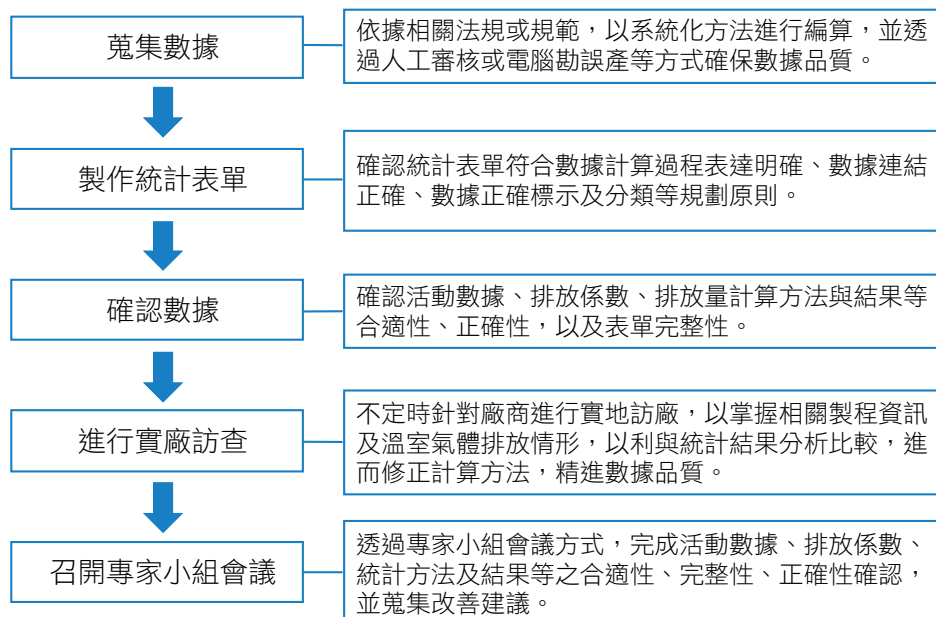 蒐集數據
依據相關法規或規範，以系統化方法進行編算，並透
過人工審核或電腦勘誤產等方式確保數據品質。
製作統計表單
確認統計表單符合數據計算過程表達明確、數據連結
正確、數據正確標示及分類等規劃原則。
確認數據
確認活動數據、排放係數、排放量計算方法與結果等
合適性、正確性，以及表單完整性。
進行實廠訪查
不定時針對廠商進行實地訪廠，以掌握相關製程資訊
及溫室氣體排放情形，以利與統計結果分析比較，進
而修正計算方法，精進數據品質。
召開專家小組會議
透過專家小組會議方式，完成活動數據、排放係數、
統計方法及結果等之合適性、完整性、正確性確認，
並蒐集改善建議。